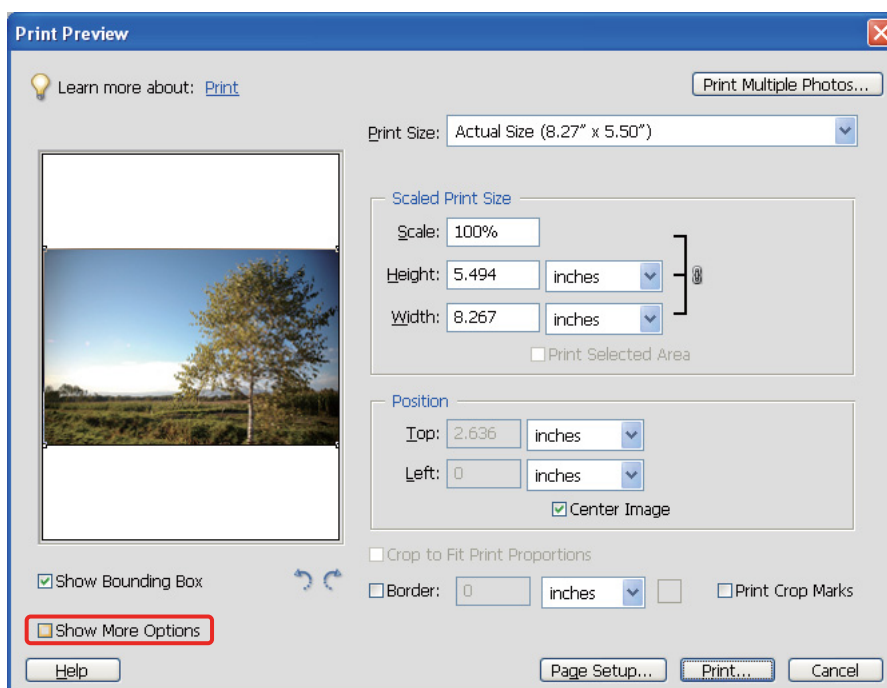 Print Preview
Learn more about: Print
Print Multiple Photos...
Print Size: Actual Size (8.27" x 5.50")
Scaled Print Size
Scale: 100%
Height: 5.494 inches
Width: 8.267 inches
Print Selected Area
Position
Top: 2.636 inches
Left: 0 inches
Center Image
Crop to Fit Print Proportions
Show Bounding Box
Border: 0 inches Print Crop Marks
Show More Options
Help Page Setup... Print... Cancel